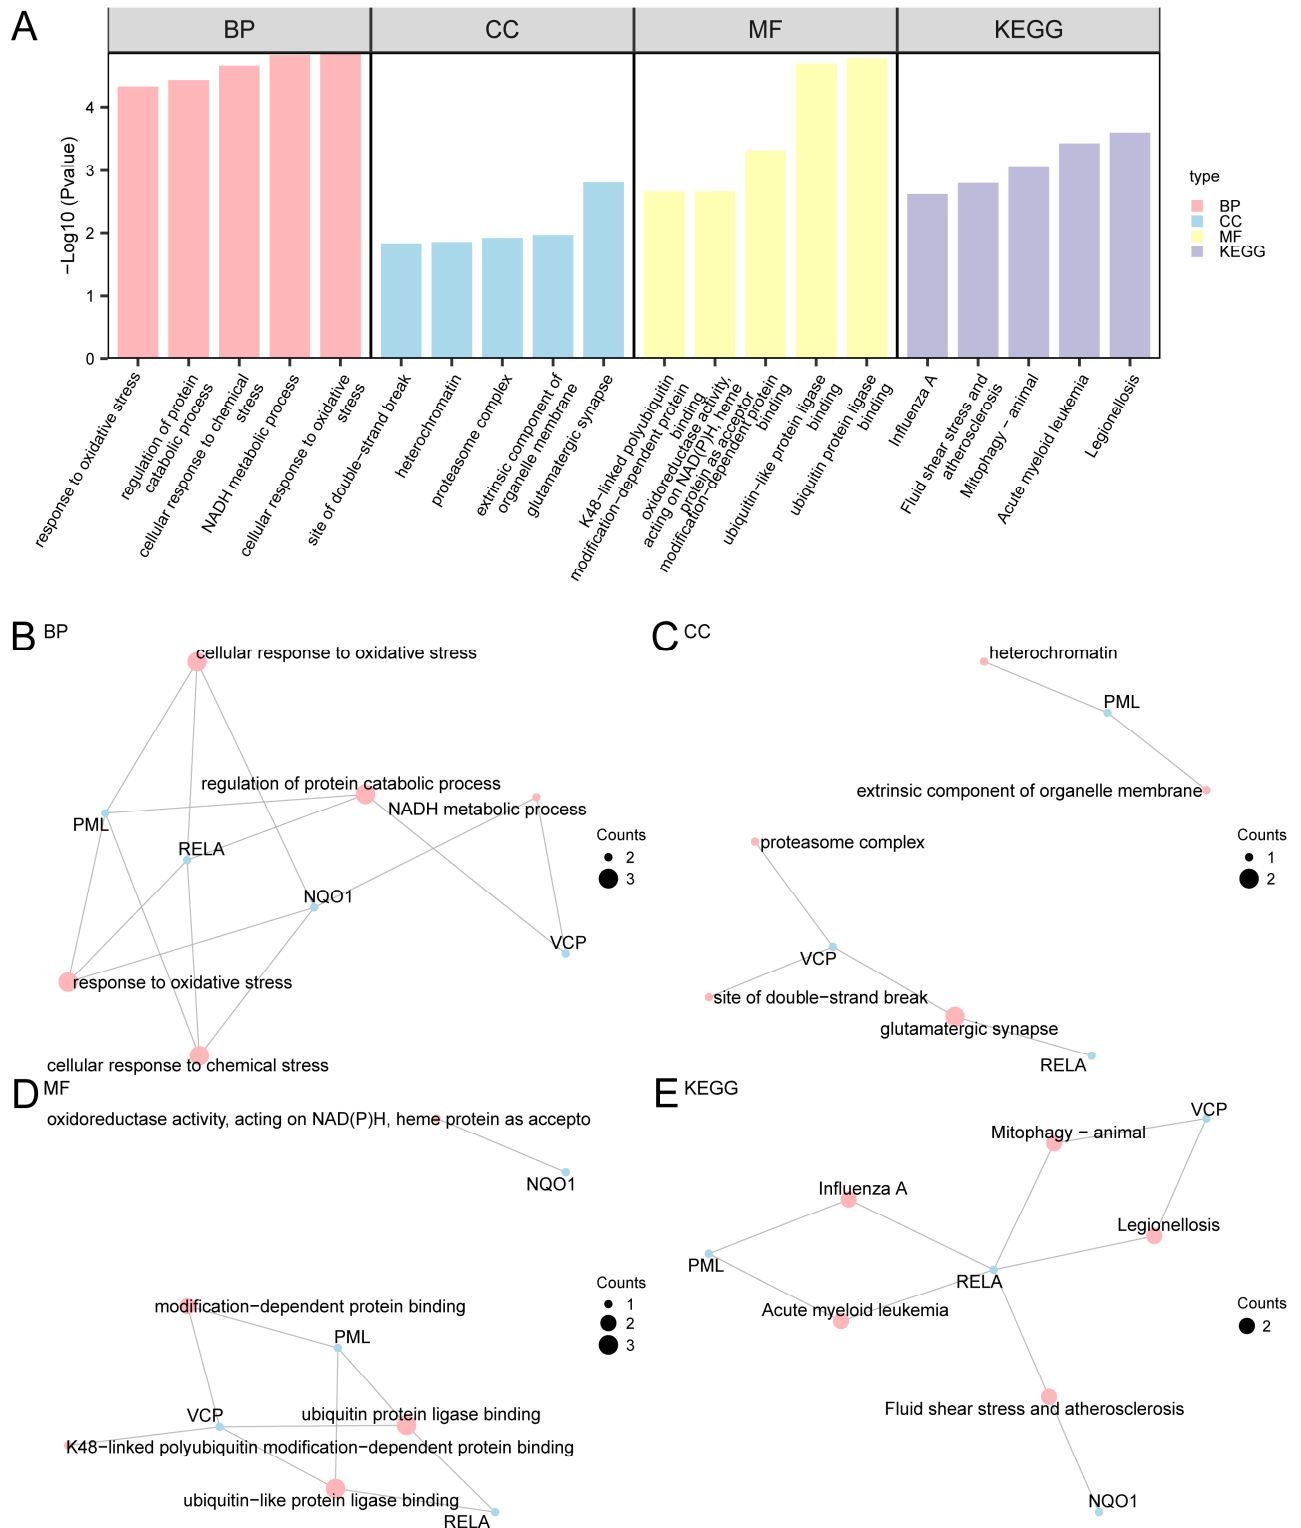 A
BP
CC
MF
KEGG
−Log10 (Pvalue)
4
3
2
1
0
response to oxidative stress
regulation of protein
catabolic process
cellular response to chemical
stress
NADH metabolic process
cellular response to oxidative
stress
site of double−strand break
heterochromatin
proteasome complex
extrinsic component of
organelle membrane
glutamatergic synapse
K48−linked polyubiquitin
modification−dependent protein
binding
oxidoreductase activity,
acting on NAD(P)H, heme
protein as acceptor
modification−dependent protein
binding
ubiquitin−like protein ligase
binding
ubiquitin protein ligase
binding
Influenza A
Fluid shear stress and
atherosclerosis
Mitophagy − animal
Acute myeloid leukemia
Legionellosis
type
BP
CC
MF
KEGG
B
BP
cellular response to oxidative stress
regulation of protein catabolic process
NADH metabolic process
PML
RELA
NQO1
VCP
response to oxidative stress
cellular response to chemical stress
Counts
2
3
C
CC
heterochromatin
PML
extrinsic component of organelle membrane
proteasome complex
VCP
site of double−strand break
glutamatergic synapse
RELA
Counts
1
2
D
MF
oxidoreductase activity, acting on NAD(P)H, heme protein as accepto
NQO1
modification−dependent protein binding
PML
VCP
ubiquitin protein ligase binding
K48−linked polyubiquitin modification−dependent protein binding
ubiquitin−like protein ligase binding
RELA
Counts
1
2
3
E
KEGG
VCP
Mitophagy − animal
Influenza A
Legionellosis
PML
RELA
Acute myeloid leukemia
Fluid shear stress and atherosclerosis
NQO1
Counts
2